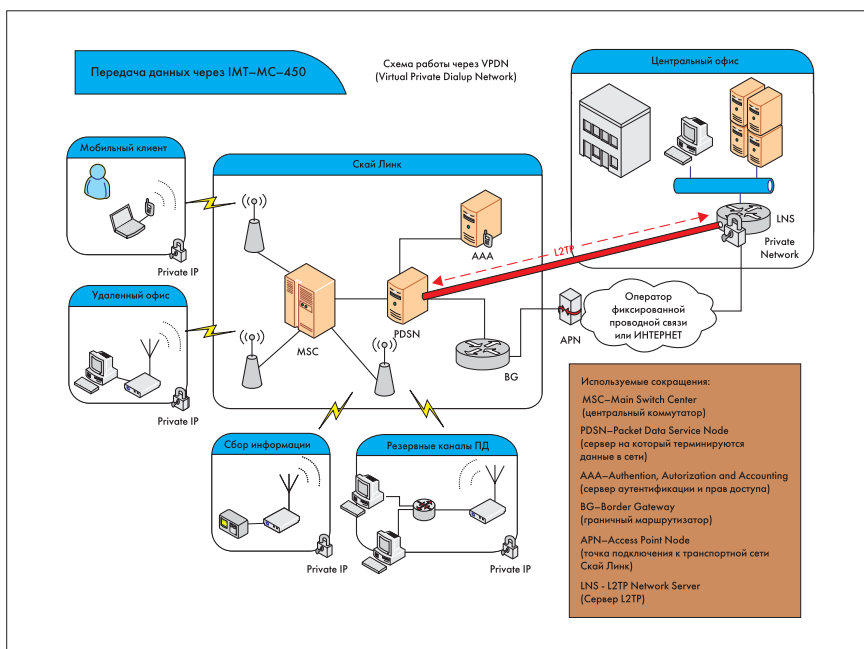 Передача данных через IMT–MC–450
Схема работы через VPDN
(Virtual Private Dialup Network)
Центральный офис
Мобильный клиент
Скай Линк
AAA
LNS
Private
Network
L2TP
Private IP
Удаленный офис
MSC
PDSN
BG
APN
Оператор
фиксированной
проводной связи
или ИНТЕРНЕТ
Private IP
Сбор информации
Резервные каналы ПД
Private IP
Private IP
Используемые сокращения:
MSC–Main Switch Center
(центральный коммутатор)
PDSN–Packet Data Service Node
(сервер на который терминируются
данные в сети)
AAA–Authention, Autorization and Accounting
(сервер аутентификации и прав доступа)
BG–Border Gateway
(граничный маршрутизатор)
APN–Access Point Node
(точка подключения к транспортной сети
Скай Линк)
LNS - L2TP Network Server
(Сервер L2TP)